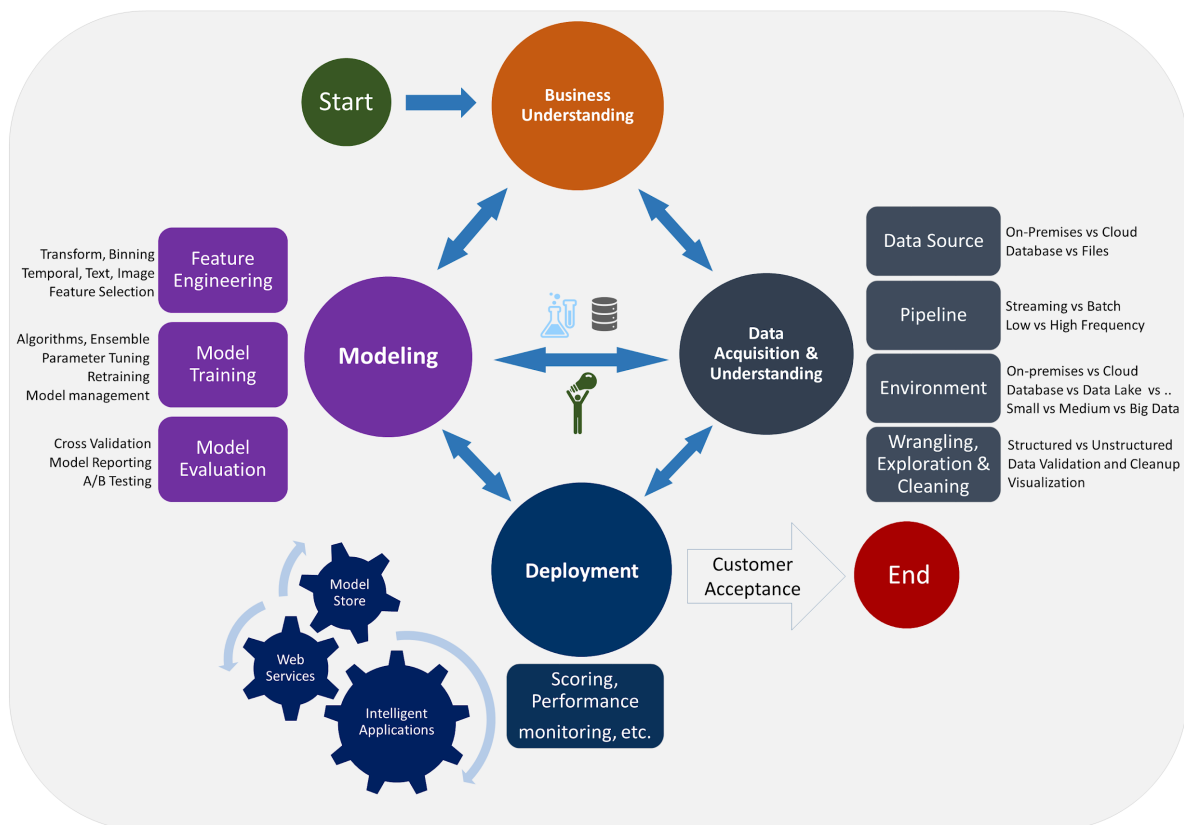 Start
Business
Understanding
Transform, Binning
Temporal, Text, Image
Feature Selection
Feature
Engineering
Algorithms, Ensemble
Parameter Tuning
Retraining
Model management
Model
Training
Cross Validation
Model Reporting
A/B Testing
Model
Evaluation
Modeling
Data
Acquisition &
Understanding
Data Source
On-Premises vs Cloud
Database vs Files
Pipeline
Streaming vs Batch
Low vs High Frequency
Environment
On-premises vs Cloud
Database vs Data Lake vs ..
Small vs Medium vs Big Data
Wrangling,
Exploration &
Cleaning
Structured vs Unstructured
Data Validation and Cleanup
Visualization
Deployment
Customer
Acceptance
End
Model
Store
Web
Services
Intelligent
Applications
Scoring,
Performance
monitoring, etc.